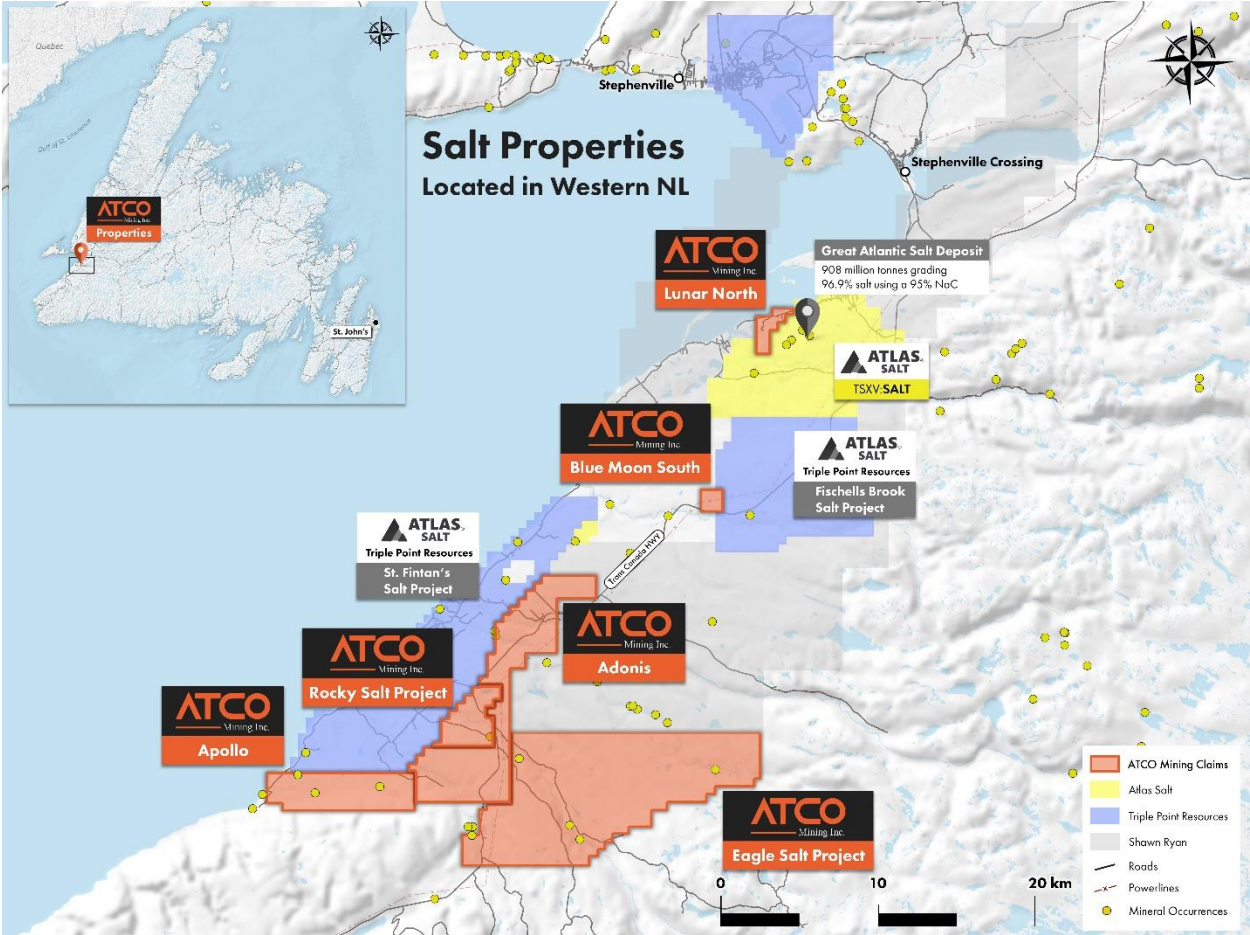 Quebec
Gulf of St. Lawrence
ATCO
Mining Inc.
Properties
St. John's
Salt Properties
Located in Western NL
Stephenville
Stephenville Crossing
ATCO
Mining Inc.
Lunar North
Great Atlantic Salt Deposit
908 million tonnes grading
96.9% salt using a 95% NaC
ATLAS
SALT
TSXV:SALT
ATCO
Mining Inc.
Blue Moon South
ATLAS
SALT
Triple Point Resources
Fischells Brook
Salt Project
ATLAS
SALT
Triple Point Resources
St. Fintan's
Salt Project
Trans Canada HWY
ATCO
Mining Inc.
Adonis
ATCO
Mining Inc.
Rocky Salt Project
ATCO
Mining Inc.
Apollo
ATCO
Mining Inc.
Eagle Salt Project
0 10 20 km
ATCO Mining Claims
Atlas Salt
Triple Point Resources
Shawn Ryan
Roads
Powerlines
Mineral Occurrences